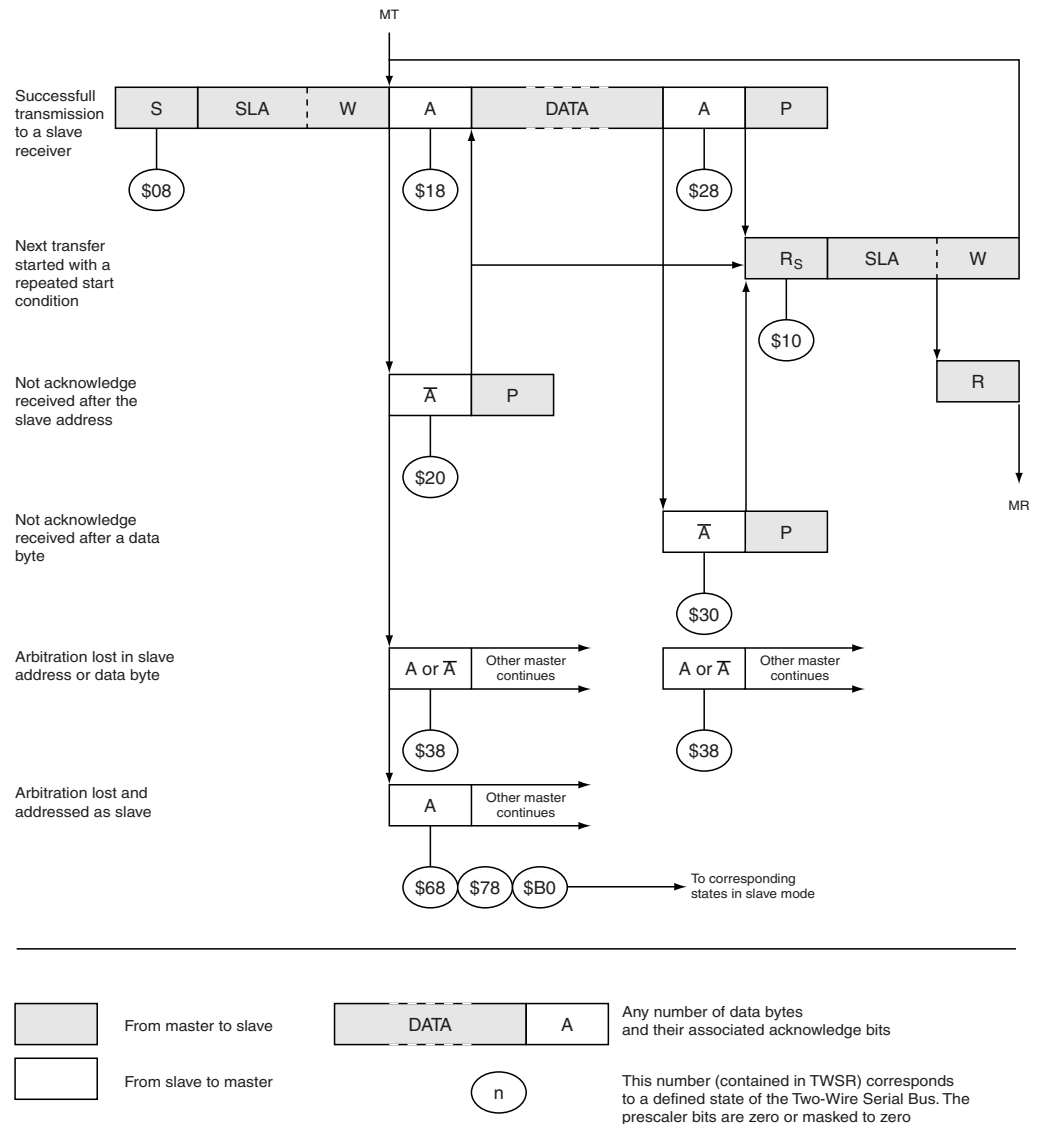 MT
Successfull
transmission
to a slave
receiver
S SLA W A DATA A P
$08 $18 $28
Next transfer
started with a
repeated start
condition
RS SLA W
$10
Not acknowledge
received after the
slave address
A̅ P
R
$20
MR
Not acknowledge
received after a data
byte
A̅ P
$30
Arbitration lost in slave
address or data byte
A or A̅ Other master
continues
A or A̅ Other master
continues
$38 $38
Arbitration lost and
addressed as slave
A Other master
continues
$68 $78 $B0 To corresponding
states in slave mode
From master to slave
DATA A Any number of data bytes
and their associated acknowledge bits
From slave to master
n This number (contained in TWSR) corresponds
to a defined state of the Two-Wire Serial Bus. The
prescaler bits are zero or masked to zero